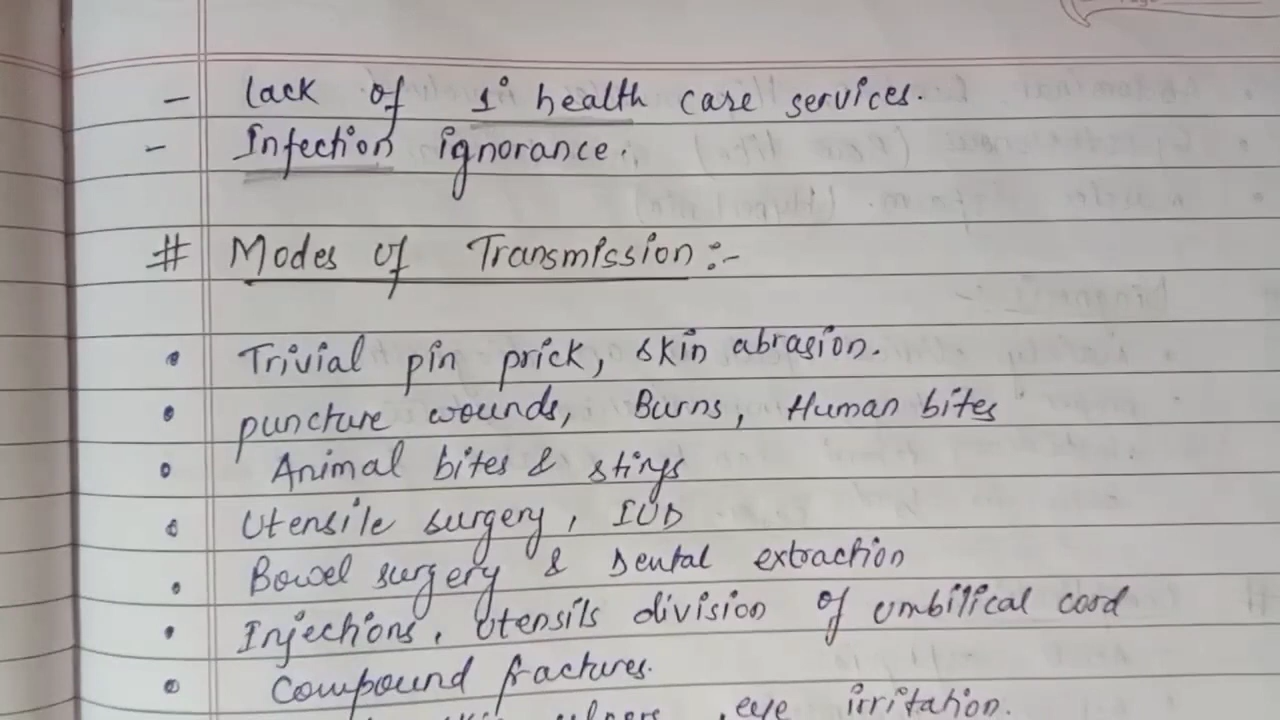 - lack of 1 health care services.
- Infection ignorance.
# Modes of Transmission :-
• Trivial pin prick, skin abrasion.
• puncture wounds, Burns, Human bites
• Animal bites & stings
• Utensile surgery, IUD
• Bowel surgery & Dental extraction
• Injections, Utensils division of umbilical cord
• Compound fractures.
, eye irritation.